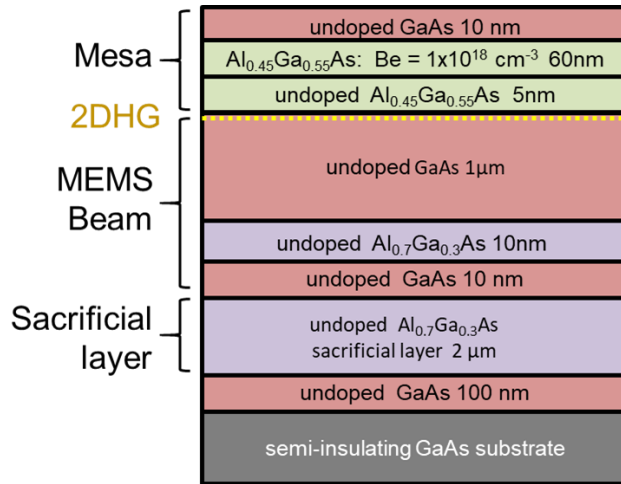 undoped GaAs 10 nm
Mesa
Al₀.₄₅Ga₀.₅₅As: Be = 1x10¹⁸ cm⁻³ 60nm
undoped Al₀.₄₅Ga₀.₅₅As 5nm
2DHG
MEMS
Beam
undoped GaAs 1µm
undoped Al₀.₇Ga₀.₃As 10nm
undoped GaAs 10 nm
Sacrificial
layer
undoped Al₀.₇Ga₀.₃As
sacrificial layer 2 µm
undoped GaAs 100 nm
semi-insulating GaAs substrate